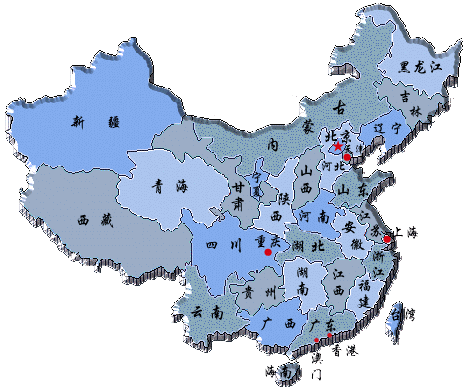 黑龙江
吉林
辽宁
内蒙古
新疆
北京
天津
河北
山西
山东
宁夏
甘肃
青海
陕西
河南
江苏
上海
安徽
西藏
四川
重庆
湖北
浙江
湖南
江西
福建
贵州
云南
广西
广东
台湾
香港
澳门
海南